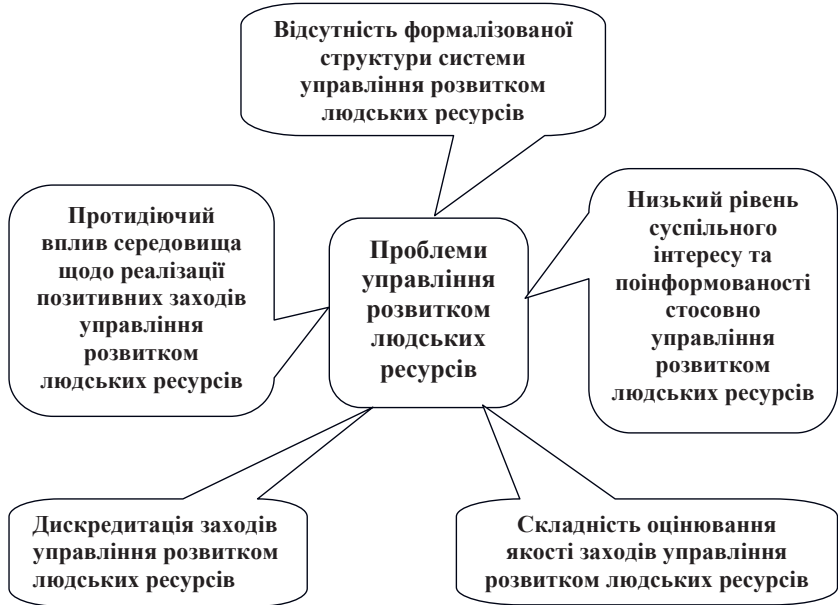 Відсутність формалізованої
структури системи
управління розвитком
людських ресурсів
Протидіючий
вплив середовища
щодо реалізації
позитивних заходів
управління
розвитком
людських ресурсів
Проблеми
управління
розвитком
людських
ресурсів
Низький рівень
суспільного
інтересу та
поінформованості
стосовно
управління
розвитком
людських ресурсів
Дискредитація заходів
управління розвитком
людських ресурсів
Складність оцінювання
якості заходів управління
розвитком людських ресурсів